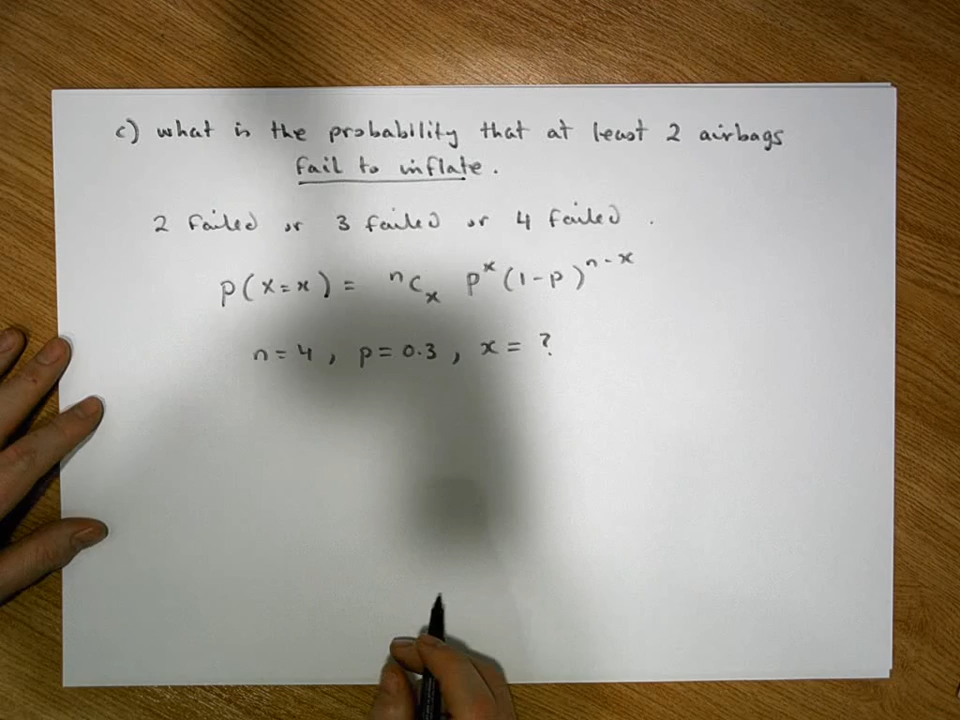 c) what is the probability that at least 2 airbags
fail to inflate.
2 failed or 3 failed or 4 failed.
p(x=x) = ⁿCₓ pˣ(1-p)ⁿ⁻ˣ
n=4, p=0.3, x=?